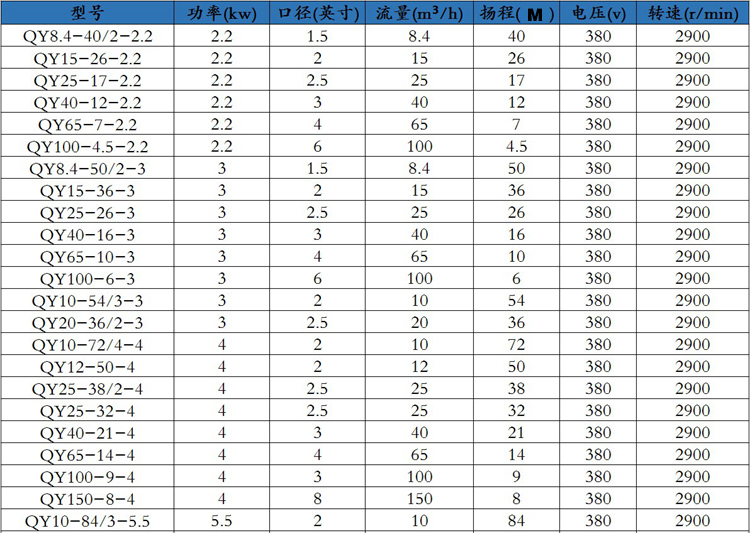 型号 功率(kw) 口径(英寸) 流量(m³/h) 扬程(M) 电压(v) 转速(r/min)
QY8.4-40/2-2.2 2.2 1.5 8.4 40 380 2900
QY15-26-2.2 2.2 2 15 26 380 2900
QY25-17-2.2 2.2 2.5 25 17 380 2900
QY40-12-2.2 2.2 3 40 12 380 2900
QY65-7-2.2 2.2 4 65 7 380 2900
QY100-4.5-2.2 2.2 6 100 4.5 380 2900
QY8.4-50/2-3 3 1.5 8.4 50 380 2900
QY15-36-3 3 2 15 36 380 2900
QY25-26-3 3 2.5 25 26 380 2900
QY40-16-3 3 3 40 16 380 2900
QY65-10-3 3 4 65 10 380 2900
QY100-6-3 3 6 100 6 380 2900
QY10-54/3-3 3 2 10 54 380 2900
QY20-36/2-3 3 2.5 20 36 380 2900
QY10-72/4-4 4 2 10 72 380 2900
QY12-50-4 4 2 12 50 380 2900
QY25-38/2-4 4 2.5 25 38 380 2900
QY25-32-4 4 2.5 25 32 380 2900
QY40-21-4 4 3 40 21 380 2900
QY65-14-4 4 4 65 14 380 2900
QY100-9-4 4 3 100 9 380 2900
QY150-8-4 4 8 150 8 380 2900
QY10-84/3-5.5 5.5 2 10 84 380 2900